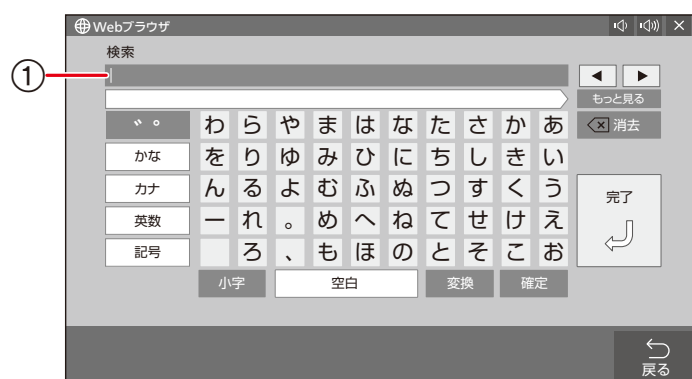 Webブラウザ
検索
①
もっと見る
゛゜ わ ら や ま は な た さ か あ 消去
かな を り ゆ み ひ に ち し き い
カナ ん る よ む ふ ぬ つ す く う 完了
英数 ー れ 。 め へ ね て せ け え
記号 ろ 、 も ほ の と そ こ お
小字 空白 変換 確定
戻る